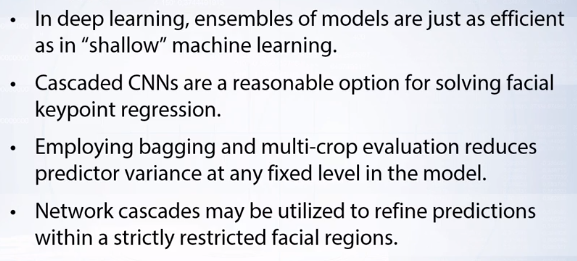 • In deep learning, ensembles of models are just as efficient
as in “shallow” machine learning.
• Cascaded CNNs are a reasonable option for solving facial
keypoint regression.
• Employing bagging and multi-crop evaluation reduces
predictor variance at any fixed level in the model.
• Network cascades may be utilized to refine predictions
within a strictly restricted facial regions.